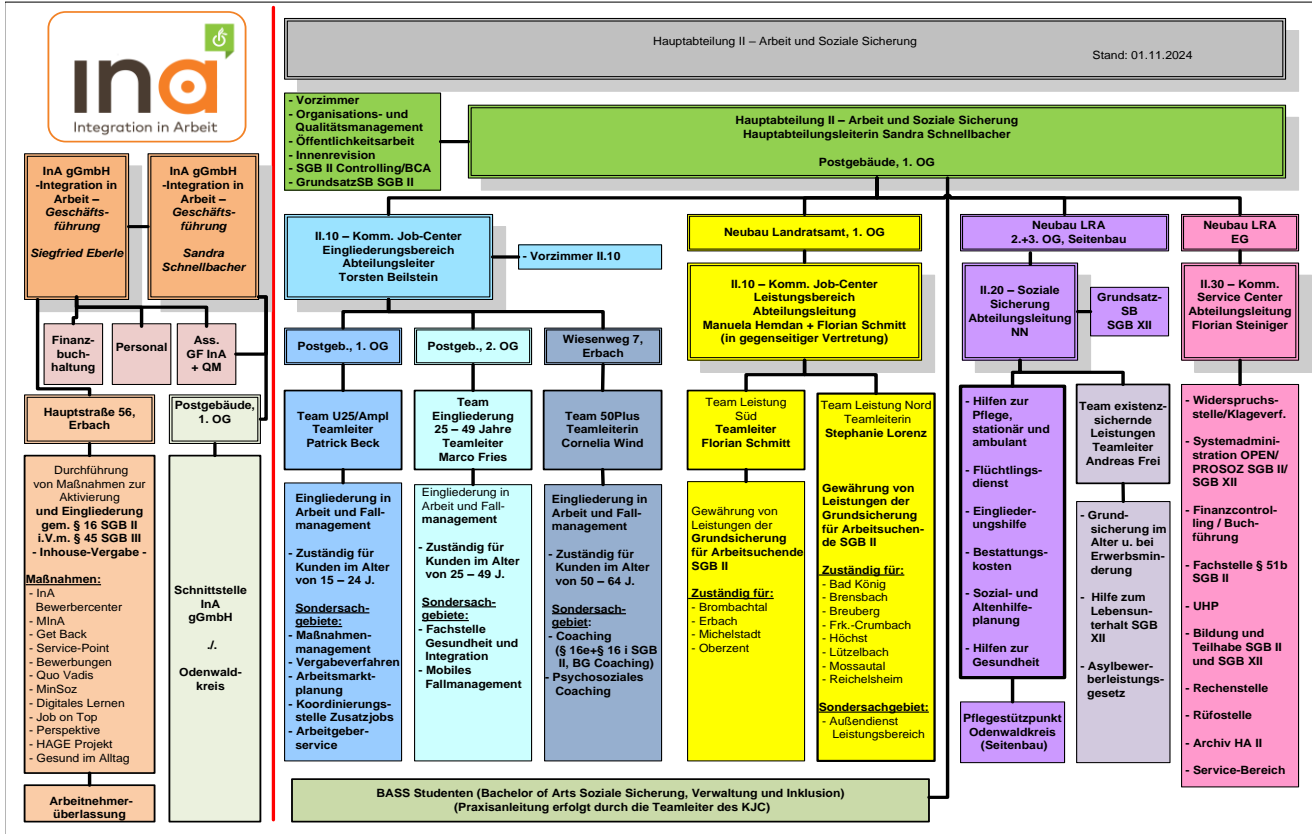 ina
Integration in Arbeit
Hauptabteilung II – Arbeit und Soziale Sicherung
Stand: 01.11.2024
- Vorzimmer
- Organisations- und
Qualitätsmanagement
- Öffentlichkeitsarbeit
- Innenrevision
- SGB II Controlling/BCA
- GrundsatzSB SGB II
Hauptabteilung II – Arbeit und Soziale Sicherung
Hauptabteilungsleiterin Sandra Schnellbacher
Postgebäude, 1. OG
InA gGmbH
-Integration in
Arbeit –
Geschäfts-
führung
Siegfried Eberle
InA gGmbH
-Integration in
Arbeit –
Geschäfts-
führung
Sandra
Schnellbacher
Finanz-
buch-
haltung
Personal
Ass.
GF InA
+ QM
Hauptstraße 56,
Erbach
Postgebäude,
1. OG
Durchführung
von Maßnahmen zur
Aktivierung
und Eingliederung
gem. § 16 SGB II
i.V.m. § 45 SGB III
- Inhouse-Vergabe -
Maßnahmen:
- InA
Bewerbercenter
- MInA
- Get Back
- Service-Point
- Bewerbungen
- Quo Vadis
- MinSoz
- Digitales Lernen
- Job on Top
- Perspektive
- HAGE Projekt
- Gesund im Alltag
Arbeitnehmer-
überlassung
Schnittstelle
InA
gGmbH
./.
Odenwald-
kreis
II.10 – Komm. Job-Center
Eingliederungsbereich
Abteilungsleiter
Torsten Beilstein
- Vorzimmer II.10
Postgeb., 1. OG
Postgeb., 2. OG
Wiesenweg 7,
Erbach
Team U25/Ampl
Teamleiter
Patrick Beck
Team
Eingliederung
25 – 49 Jahre
Teamleiter
Marco Fries
Team 50Plus
Teamleiterin
Cornelia Wind
Eingliederung in
Arbeit und Fall-
management
- Zuständig für
Kunden im Alter
von 15 – 24 J.
Sondersach-
gebiete:
- Maßnahmen-
management
- Vergabeverfahren
- Arbeitsmarkt-
planung
- Koordinierungs-
stelle Zusatzjobs
- Arbeitgeber-
service
Eingliederung in
Arbeit und Fall-
management
- Zuständig für
Kunden im Alter
von 25 – 49 J.
Sondersach-
gebiete:
- Fachstelle
Gesundheit und
Integration
- Mobiles
Fallmanagement
Eingliederung in
Arbeit und Fall-
management
- Zuständig für
Kunden im Alter
von 50 – 64 J.
Sondersach-
gebiet:
- Coaching
(§ 16e+§ 16 i SGB
II, BG Coaching)
- Psychosoziales
Coaching
Neubau Landratsamt, 1. OG
II.10 – Komm. Job-Center
Leistungsbereich
Abteilungsleitung
Manuela Hemdan + Florian Schmitt
(in gegenseitiger Vertretung)
Team Leistung
Süd
Teamleiter
Florian Schmitt
Team Leistung Nord
Teamleiterin
Stephanie Lorenz
Gewährung von
Leistungen der
Grundsicherung
für Arbeitsuchende
SGB II
Zuständig für:
- Brombachtal
- Erbach
- Michelstadt
- Oberzent
Gewährung von
Leistungen der
Grundsicherung
für Arbeitsuchen-
de SGB II
Zuständig für:
- Bad König
- Brensbach
- Breuberg
- Frk.-Crumbach
- Höchst
- Lützelbach
- Mossautal
- Reichelsheim
Sondersachgebiet:
- Außendienst
Leistungsbereich
Neubau LRA
2.+3. OG, Seitenbau
II.20 – Soziale
Sicherung
Abteilungsleitung
NN
Grundsatz-
SB
SGB XII
- Hilfen zur
Pflege,
stationär und
ambulant
- Flüchtlings-
dienst
- Einglieder-
ungshilfe
- Bestattungs-
kosten
- Sozial- und
Altenhilfe-
planung
- Hilfen zur
Gesundheit
Pflegestützpunkt
Odenwaldkreis
(Seitenbau)
Team existenz-
sichernde
Leistungen
Teamleiter
Andreas Frei
- Grund-
sicherung im
Alter u. bei
Erwerbsmin-
derung
- Hilfe zum
Lebensun-
terhalt SGB
XII
- Asylbewer-
berleistungs-
gesetz
Neubau LRA
EG
II.30 – Komm.
Service Center
Abteilungsleitung
Florian Steiniger
- Widerspruchs-
stelle/Klageverf.
- Systemadmini-
stration OPEN/
PROSOZ SGB II/
SGB XII
- Finanzcontrol-
ling / Buch-
führung
- Fachstelle § 51b
SGB II
- UHP
- Bildung und
Teilhabe SGB II
und SGB XII
- Rechenstelle
- Rüfostelle
- Archiv HA II
- Service-Bereich
BASS Studenten (Bachelor of Arts Soziale Sicherung, Verwaltung und Inklusion)
(Praxisanleitung erfolgt durch die Teamleiter des KJC)